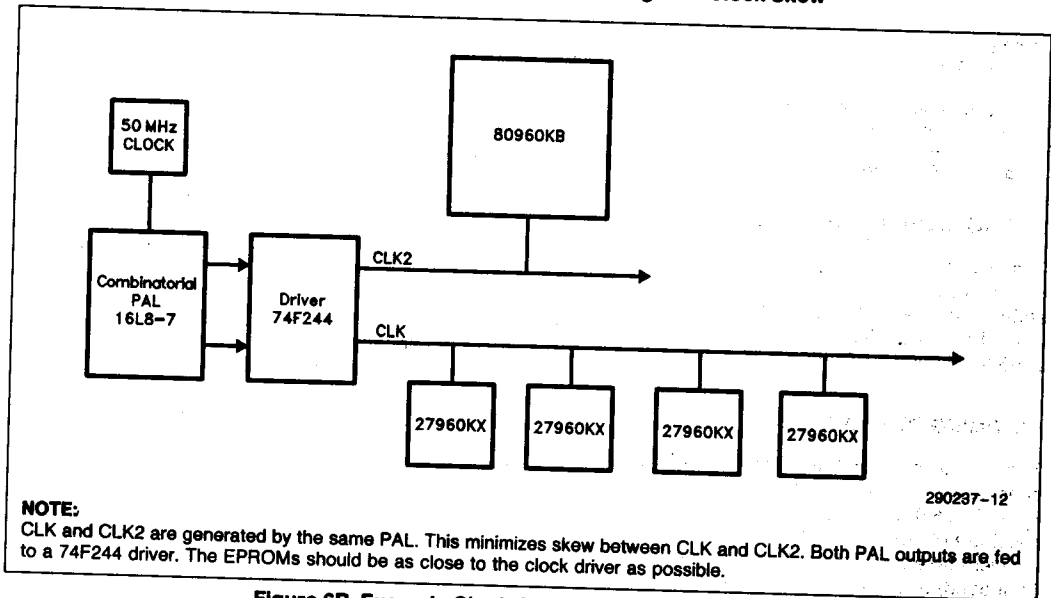 50 MHz
CLOCK
80960KB
Combinatorial
PAL
16L8-7
Driver
74F244
CLK2
CLK
27960KX
27960KX
27960KX
27960KX
290237-12
NOTE:
CLK and CLK2 are generated by the same PAL. This minimizes skew between CLK and CLK2. Both PAL outputs are fed
to a 74F244 driver. The EPROMs should be as close to the clock driver as possible.